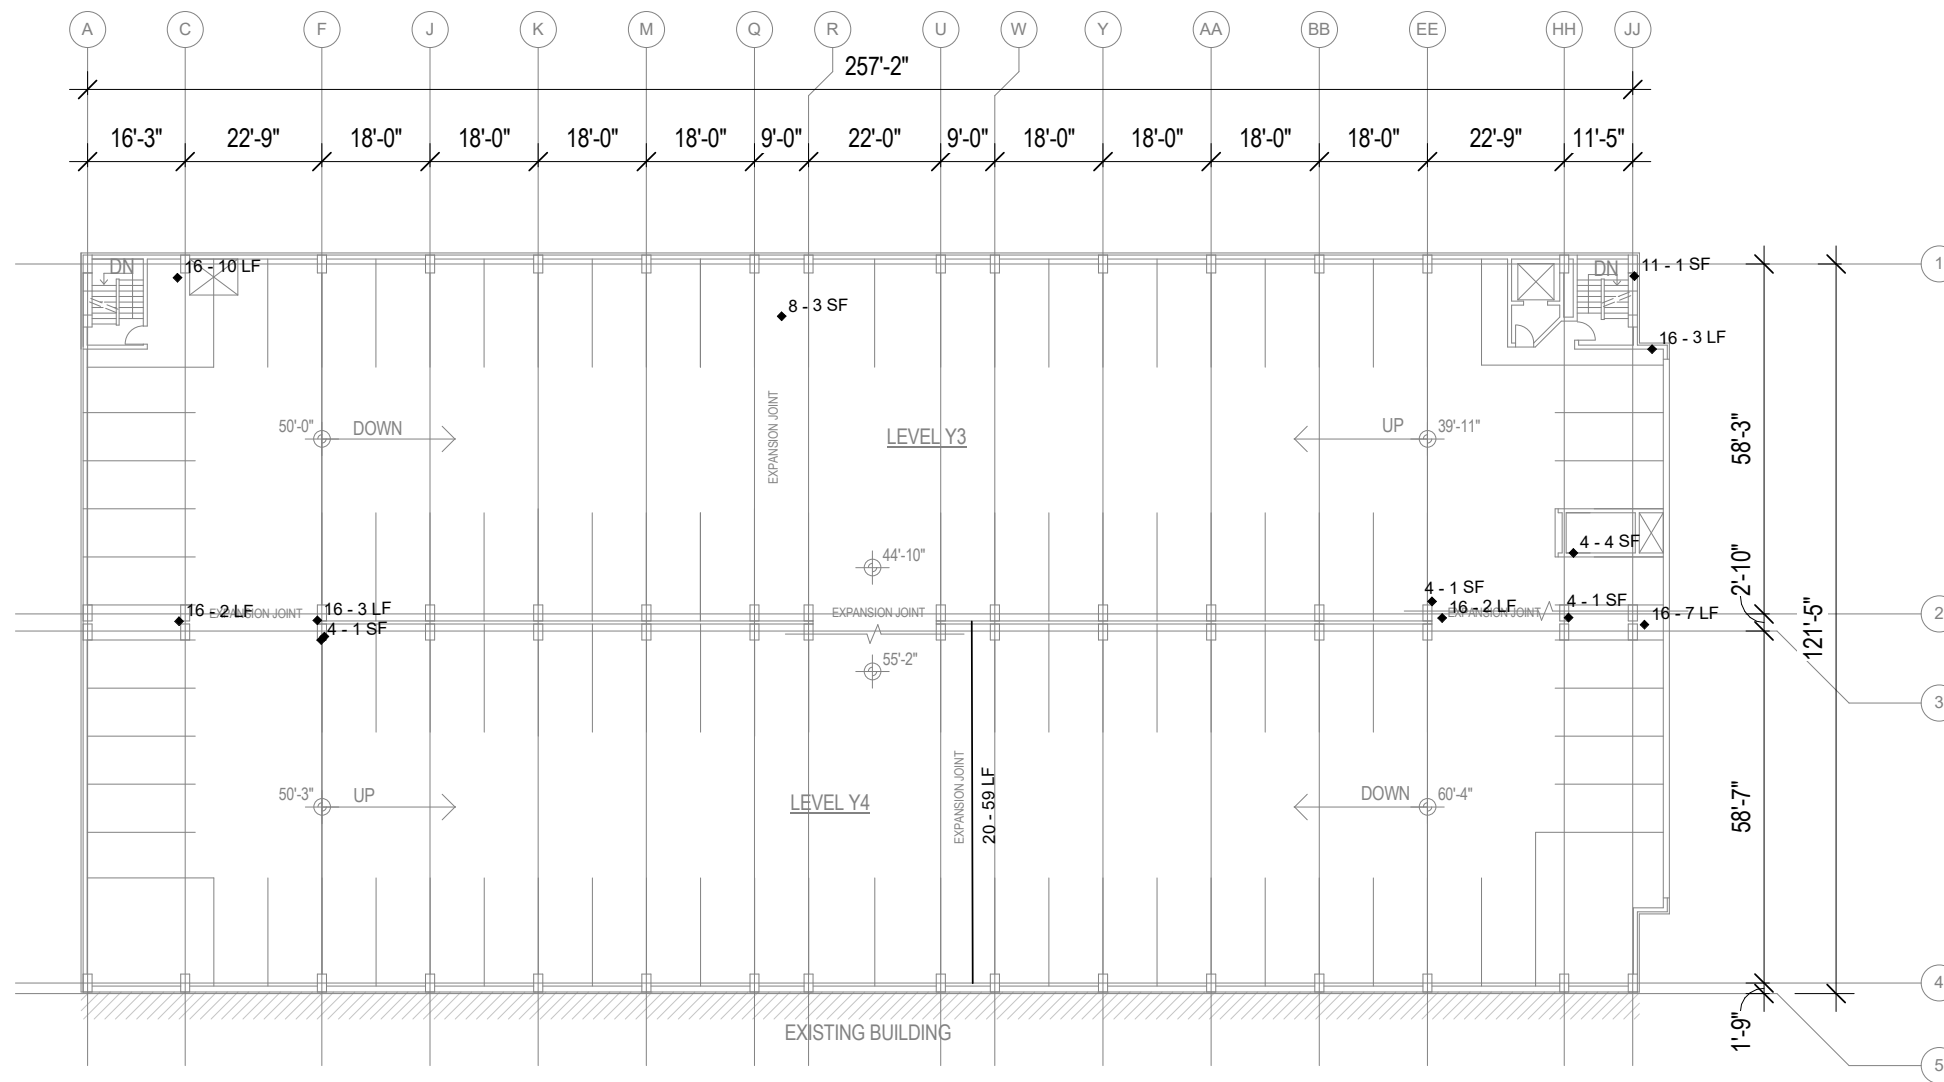 A C F J K M Q R U W Y AA BB EE HH JJ
257'-2"
16'-3" 22'-9" 18'-0" 18'-0" 18'-0" 18'-0" 9'-0" 22'-0" 9'-0" 18'-0" 18'-0" 18'-0" 18'-0" 22'-9" 11'-5"
DN
16 - 10 LF
8 - 3 SF
DN
11 - 1 SF
1
16 - 3 LF
EXPANSION JOINT
50'-0"
DOWN
LEVEL Y3
UP
39'-11"
58'-3"
44'-10"
4 - 4 SF
2'-10"
4 - 1 SF
16 - 2 LF
EXPANSION JOINT
16 - 3 LF
4 - 1 SF
EXPANSION JOINT
16 - 2 LF
EXPANSION JOINT
4 - 1 SF
16 - 7 LF
2
121'-5"
55'-2"
3
EXPANSION JOINT
20 - 59 LF
50'-3"
UP
LEVEL Y4
DOWN
60'-4"
58'-7"
4
1'-9"
EXISTING BUILDING
5